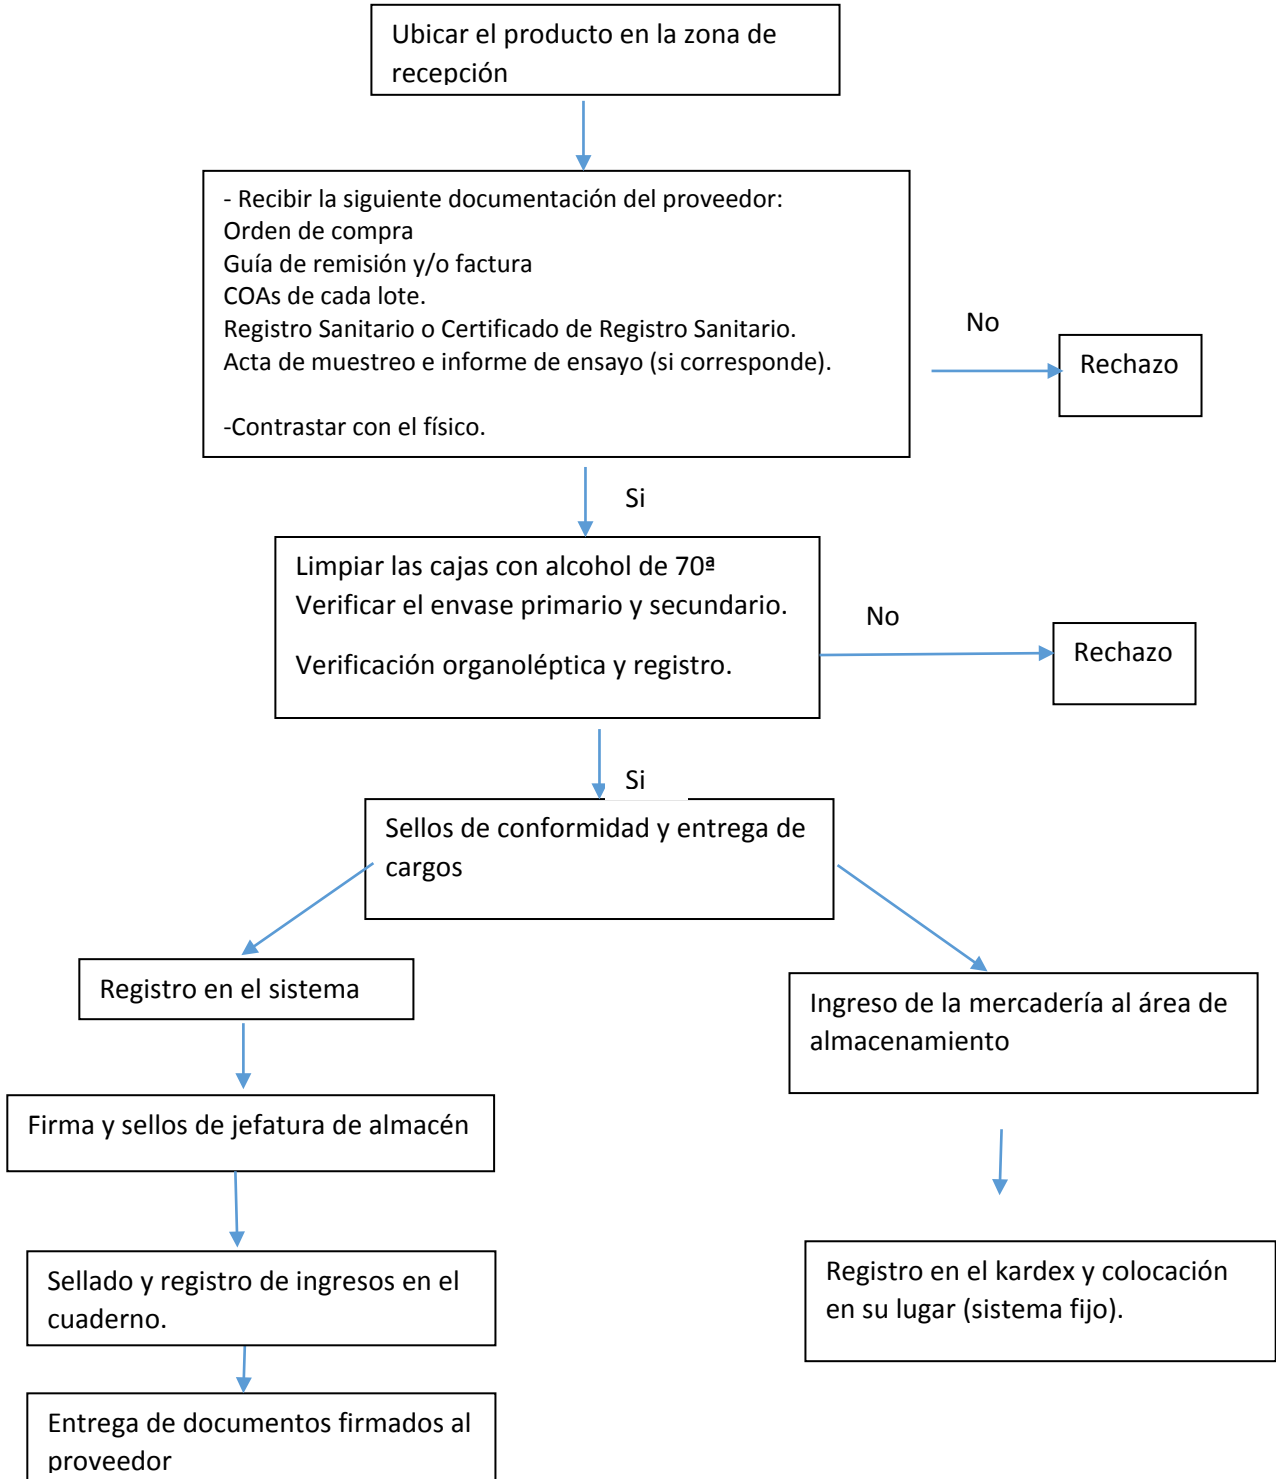 Ubicar el producto en la zona de
recepción
- Recibir la siguiente documentación del proveedor:
Orden de compra
Guía de remisión y/o factura
COAs de cada lote.
Registro Sanitario o Certificado de Registro Sanitario.
Acta de muestreo e informe de ensayo (si corresponde).
-Contrastar con el físico.
No
Rechazo
Si
Limpiar las cajas con alcohol de 70ª
Verificar el envase primario y secundario.
Verificación organoléptica y registro.
No
Rechazo
Si
Sellos de conformidad y entrega de
cargos
Registro en el sistema
Ingreso de la mercadería al área de
almacenamiento
Firma y sellos de jefatura de almacén
Sellado y registro de ingresos en el
cuaderno.
Registro en el kardex y colocación
en su lugar (sistema fijo).
Entrega de documentos firmados al
proveedor